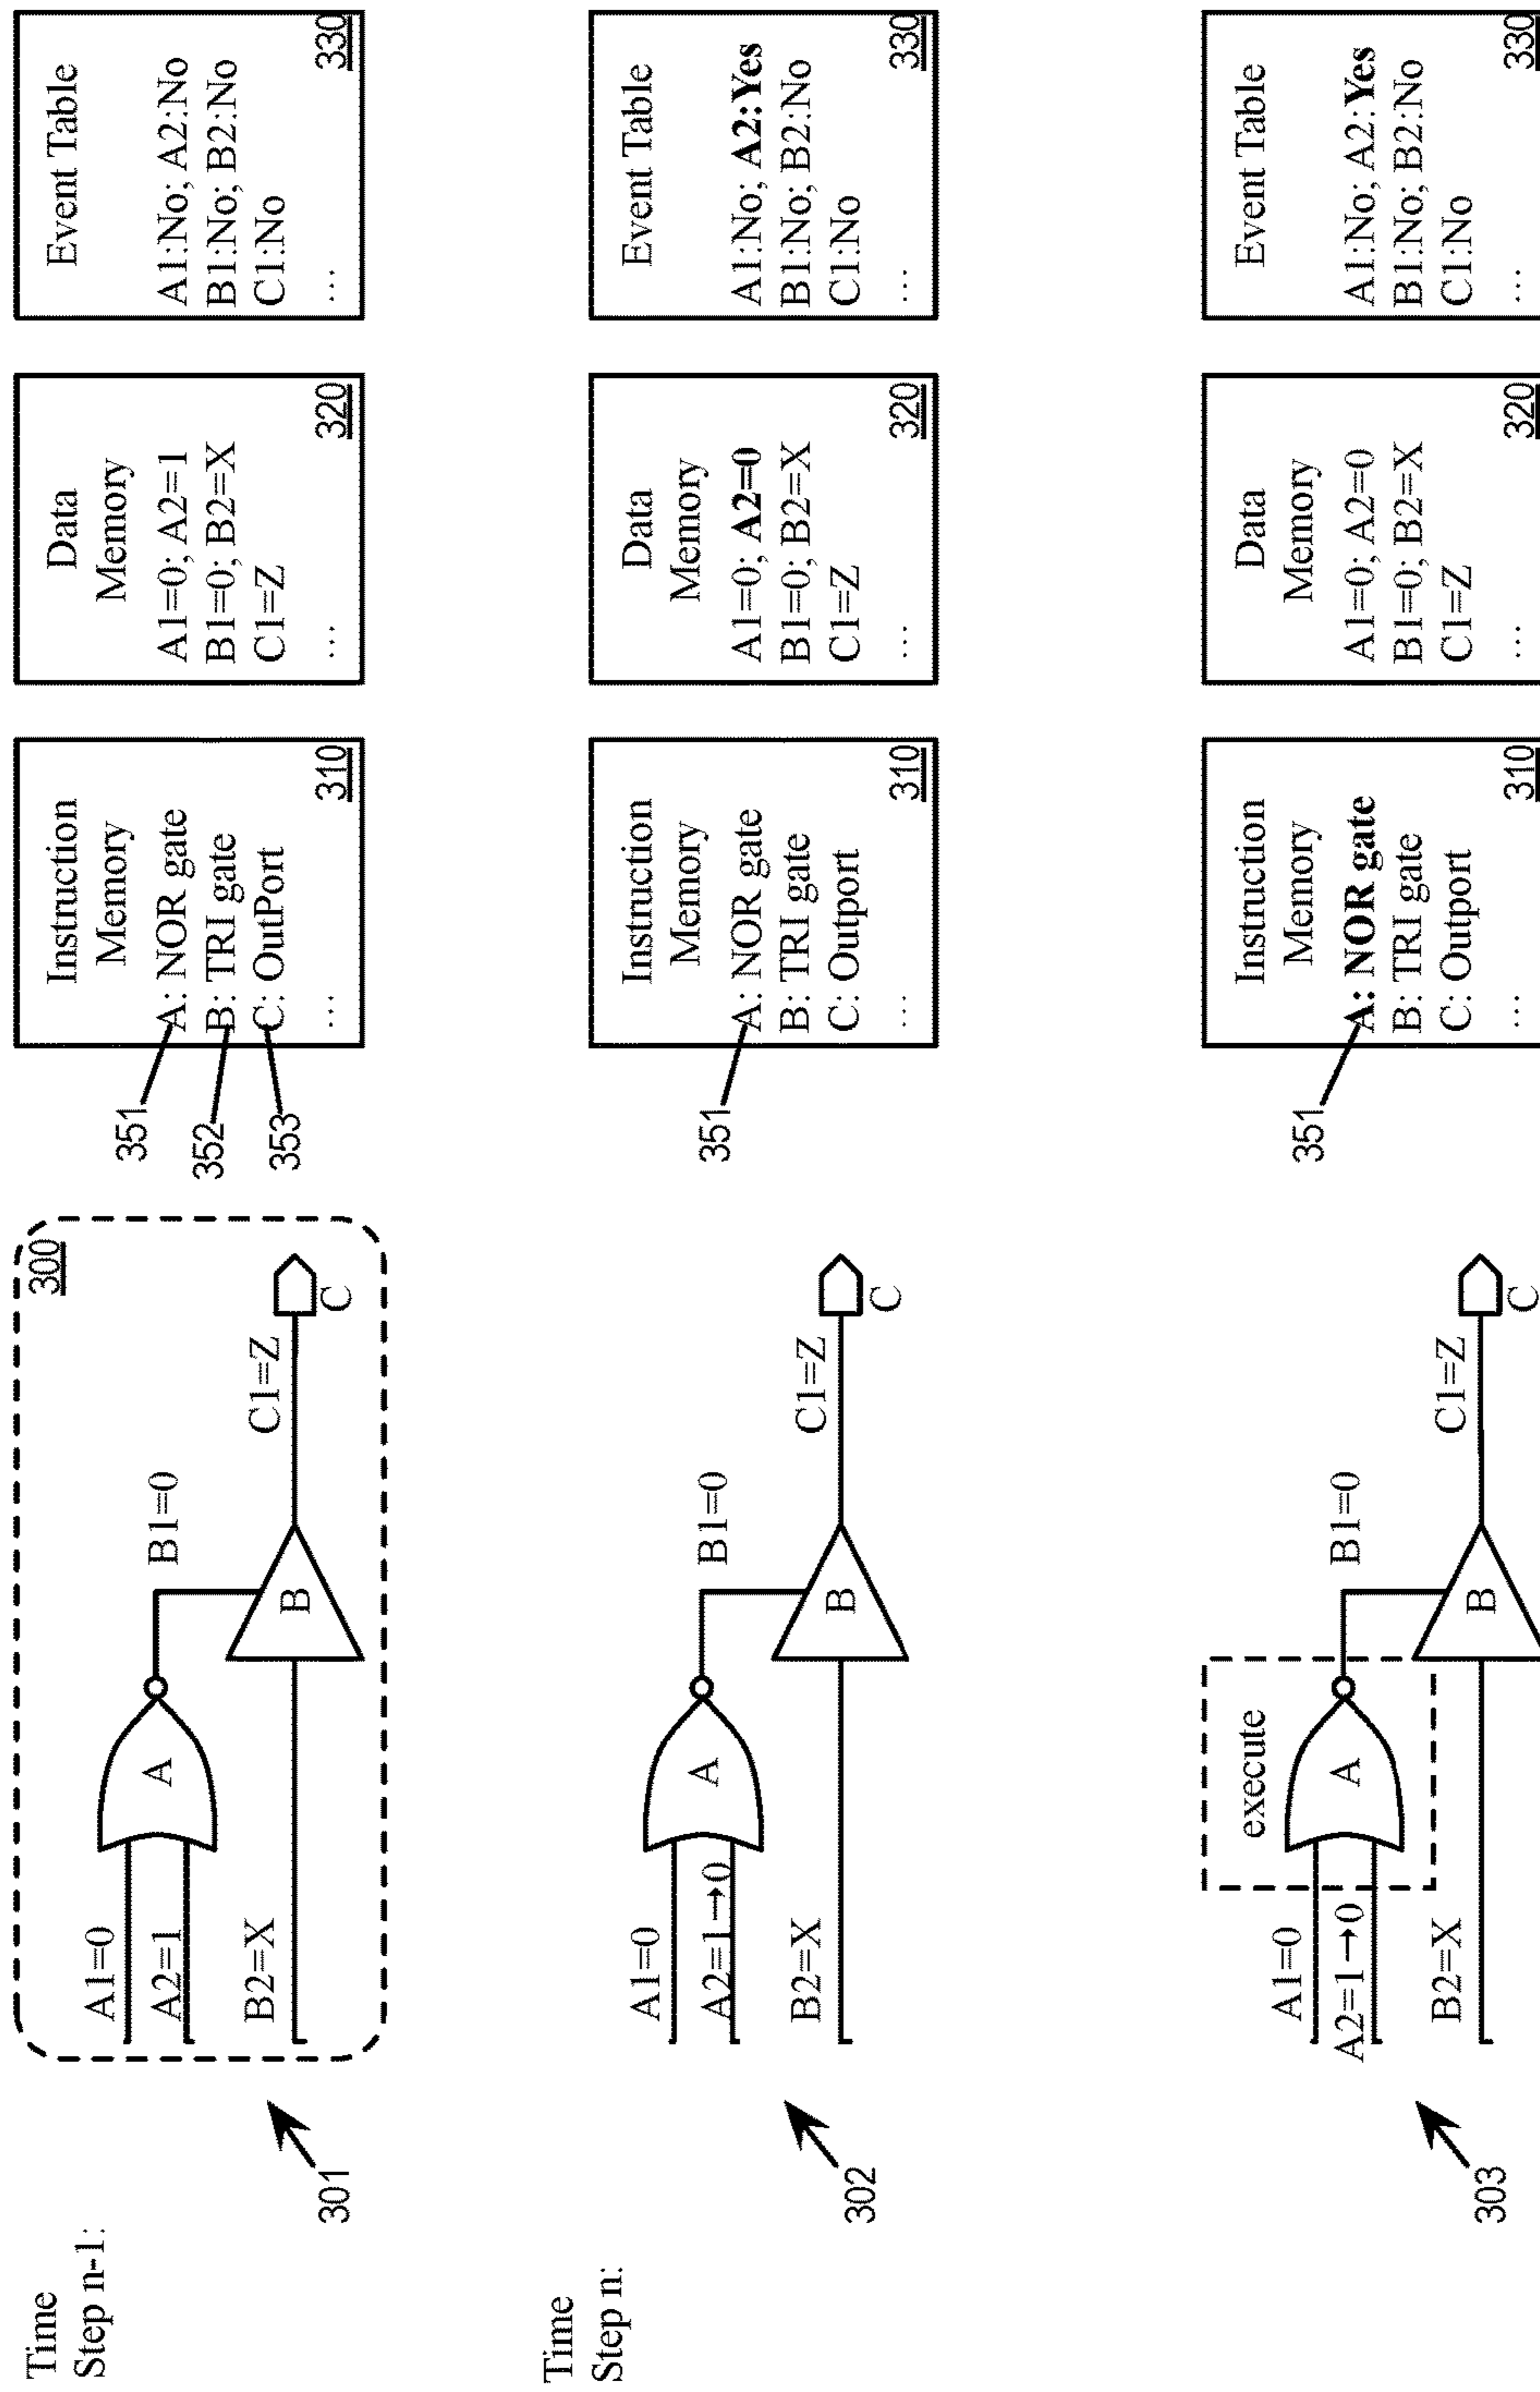 Time
Step n-1:
301
300
A1=0
A2=1
B2=X
A
B
B1=0
C1=Z
C
351
352
353
Instruction
Memory
A: NOR gate
B: TRI gate
C: OutPort
...
310
Data
Memory
A1=0; A2=1
B1=0; B2=X
C1=Z
...
320
Event Table
A1:No; A2:No
B1:No; B2:No
C1:No
...
330
Time
Step n:
302
A1=0
A2=1→0
B2=X
A
B
B1=0
C1=Z
C
351
Instruction
Memory
A: NOR gate
B: TRI gate
C: Outport
...
310
Data
Memory
A1=0; A2=0
B1=0; B2=X
C1=Z
...
320
Event Table
A1:No; A2:Yes
B1:No; B2:No
C1:No
...
330
303
A1=0
A2=1→0
B2=X
execute
A
B
B1=0
C1=Z
C
351
Instruction
Memory
A: NOR gate
B: TRI gate
C: Outport
...
310
Data
Memory
A1=0; A2=0
B1=0; B2=X
C1=Z
...
320
Event Table
A1:No; A2:Yes
B1:No; B2:No
C1:No
...
330